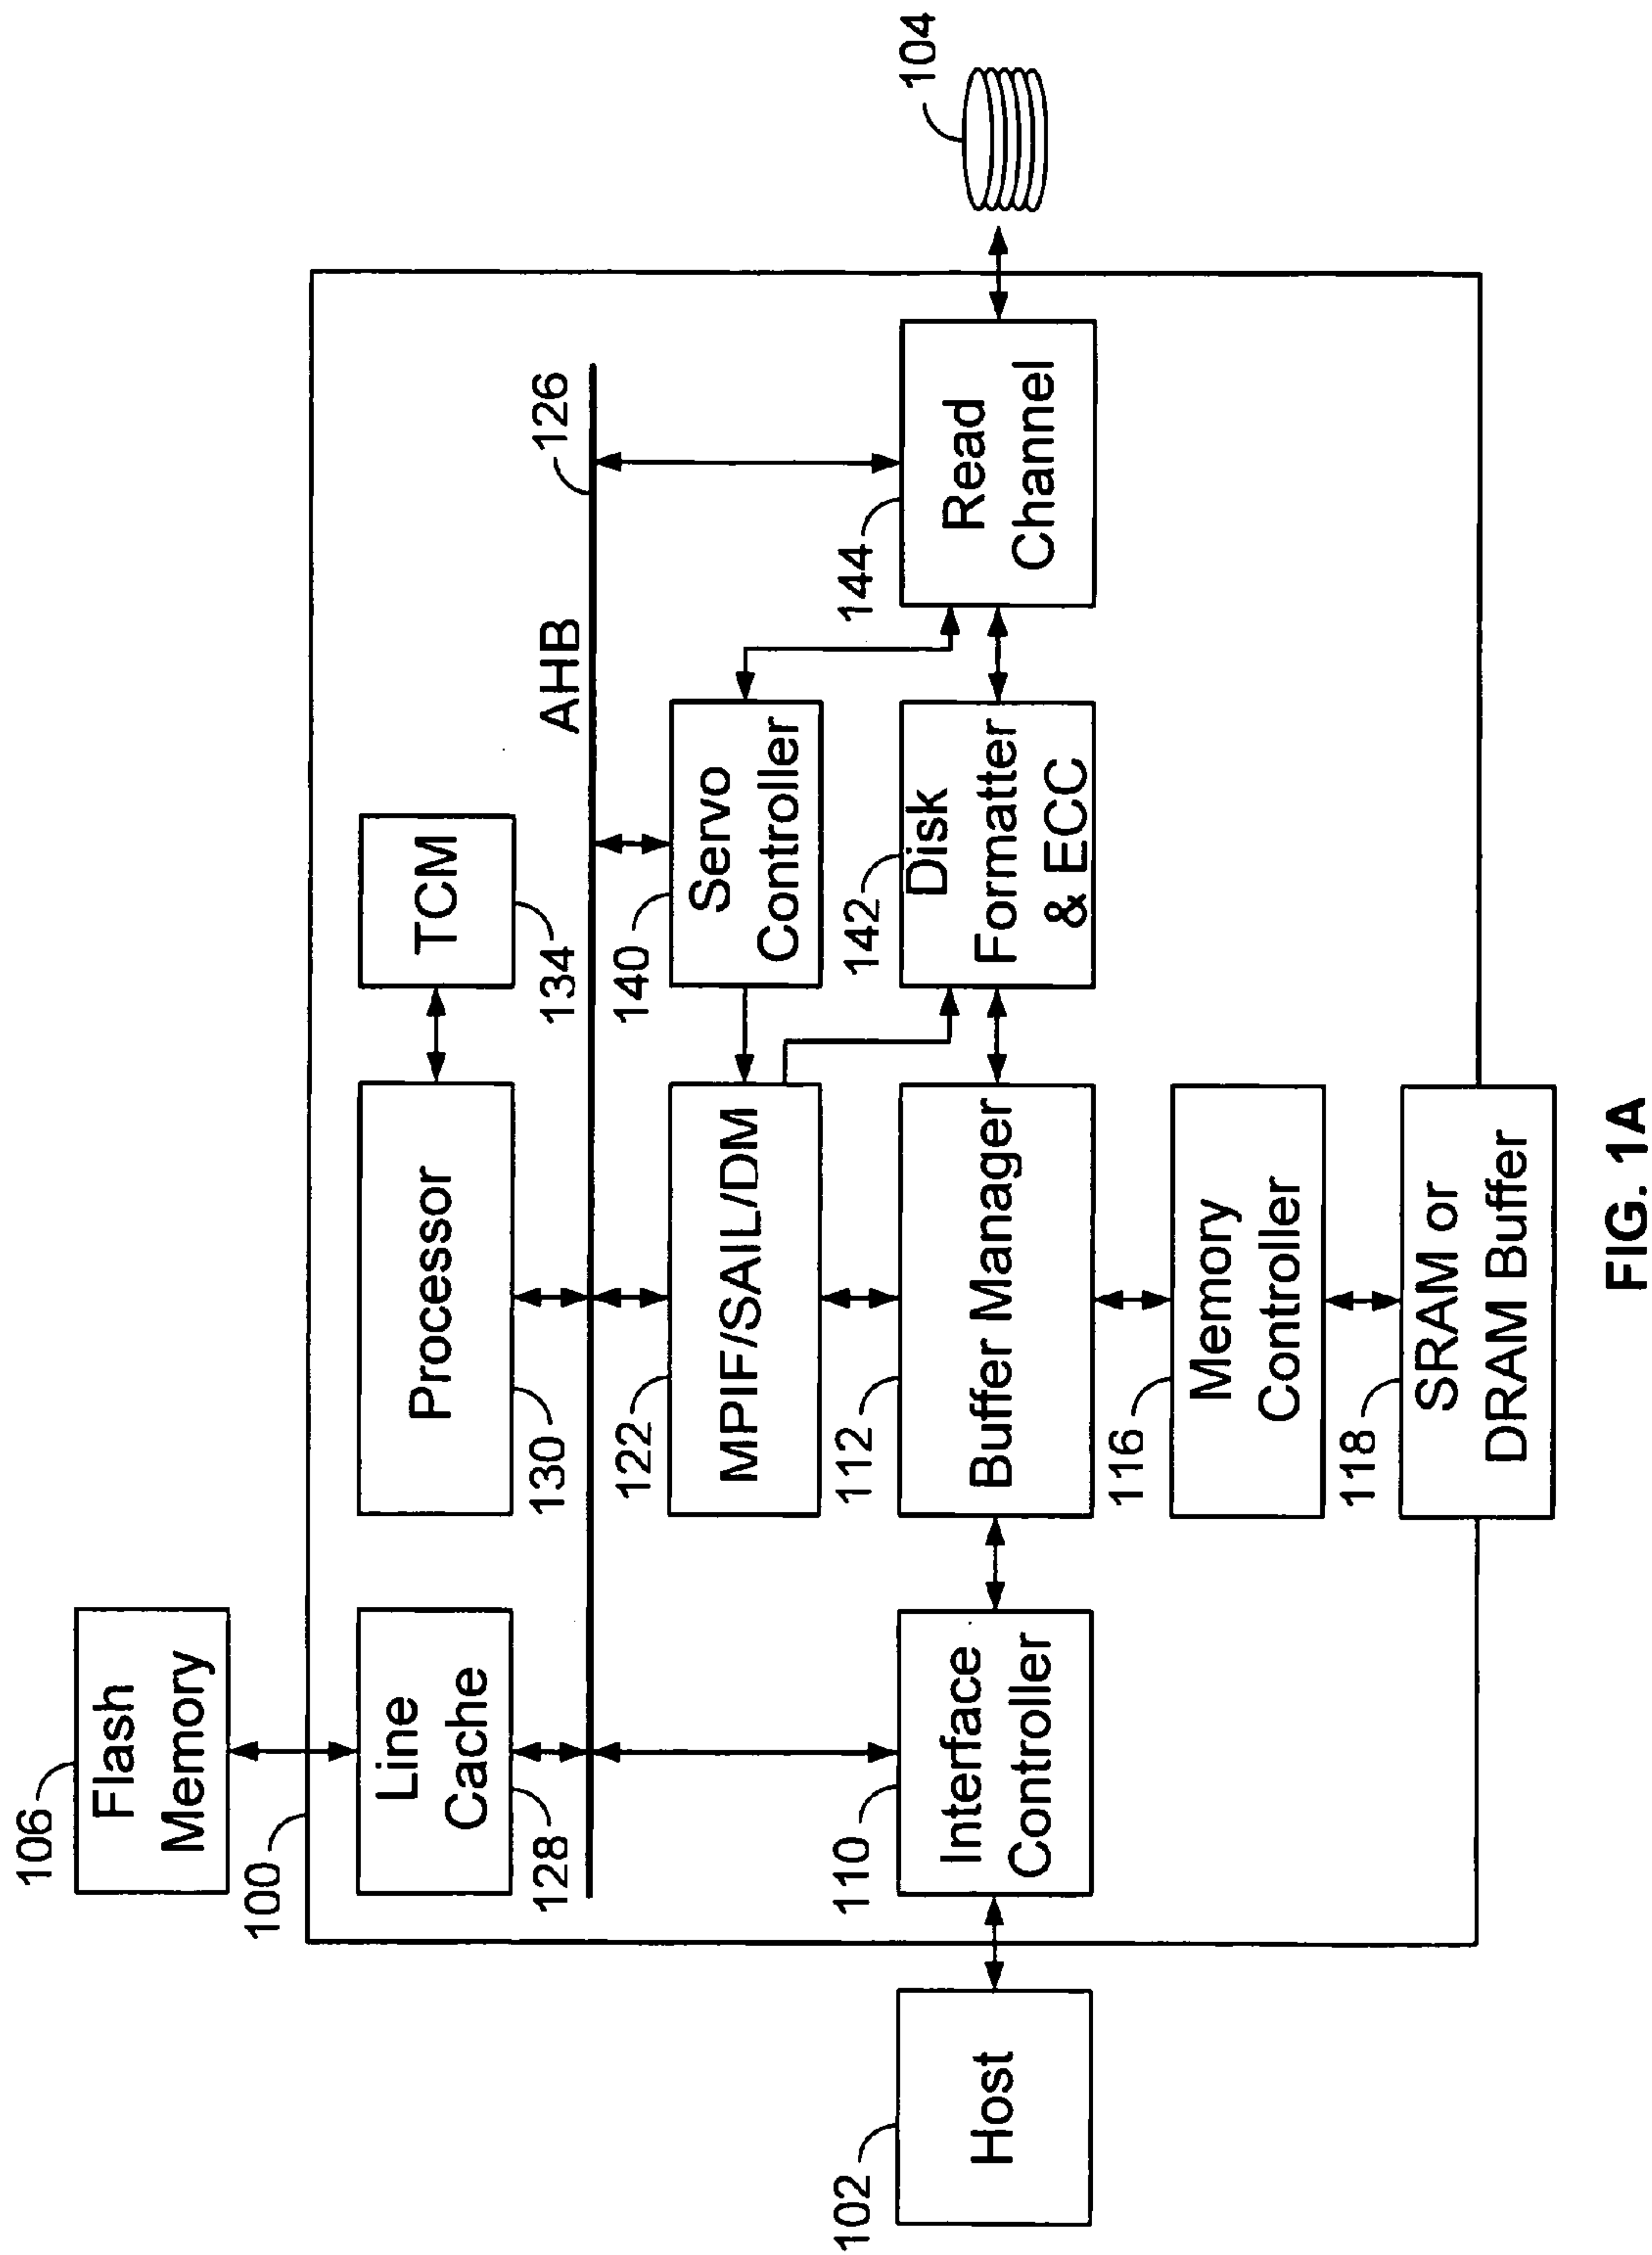 106
Flash
Memory
100
Line
Cache
128
Processor
130
TCM
134
AHB
126
104
122
MPIF/SAIL/DM
140
Servo
Controller
144
Read
Channel
102
Host
110
Interface
Controller
112
Buffer Manager
142
Disk
Formatter
& ECC
116
Memory
Controller
118
SRAM or
DRAM Buffer
FIG. 1A